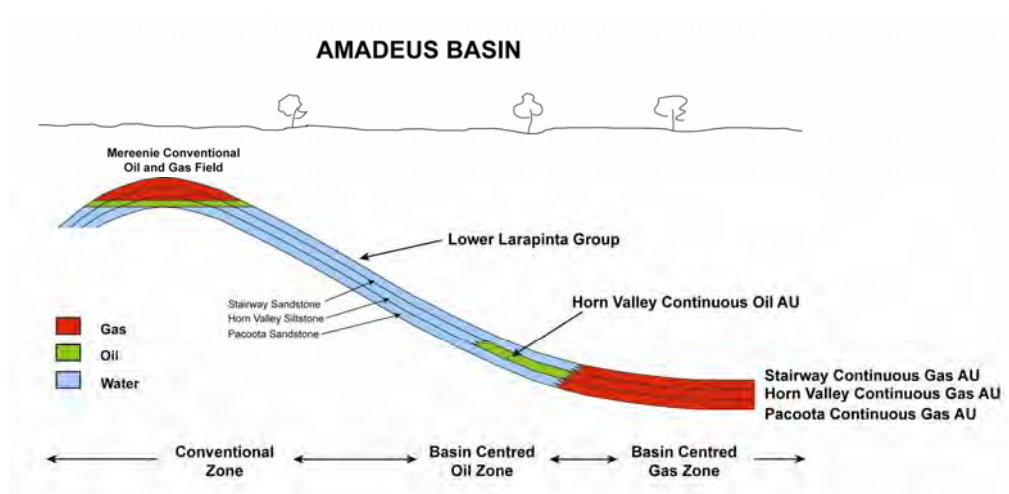 AMADEUS BASIN
Mereenie Conventional
Oil and Gas Field
Lower Larapinta Group
Stairway Sandstone
Horn Valley Siltstone
Pacoota Sandstone
Horn Valley Continuous Oil AU
Gas
Oil
Water
Stairway Continuous Gas AU
Horn Valley Continuous Gas AU
Pacoota Continuous Gas AU
Conventional
Zone
Basin Centred
Oil Zone
Basin Centred
Gas Zone